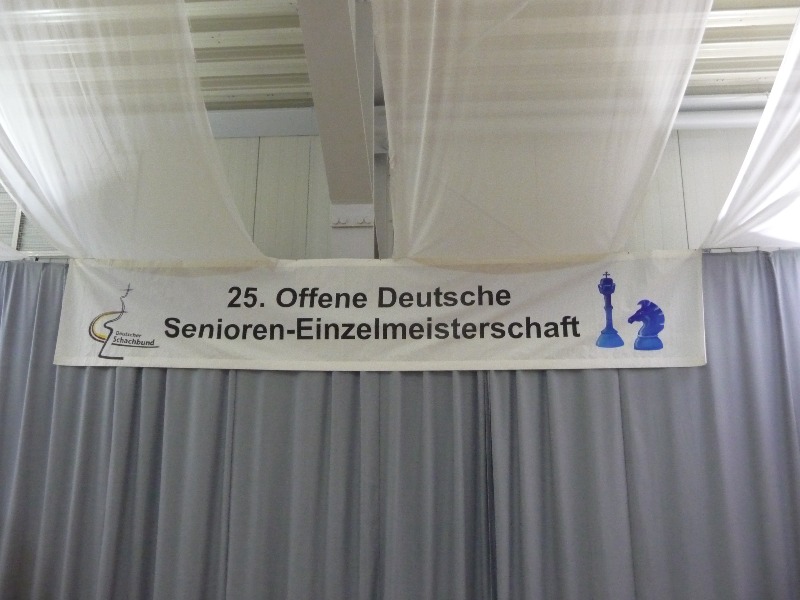 25. Offene Deutsche
Senioren-Einzelmeisterschaft
Deutscher
Schachbund